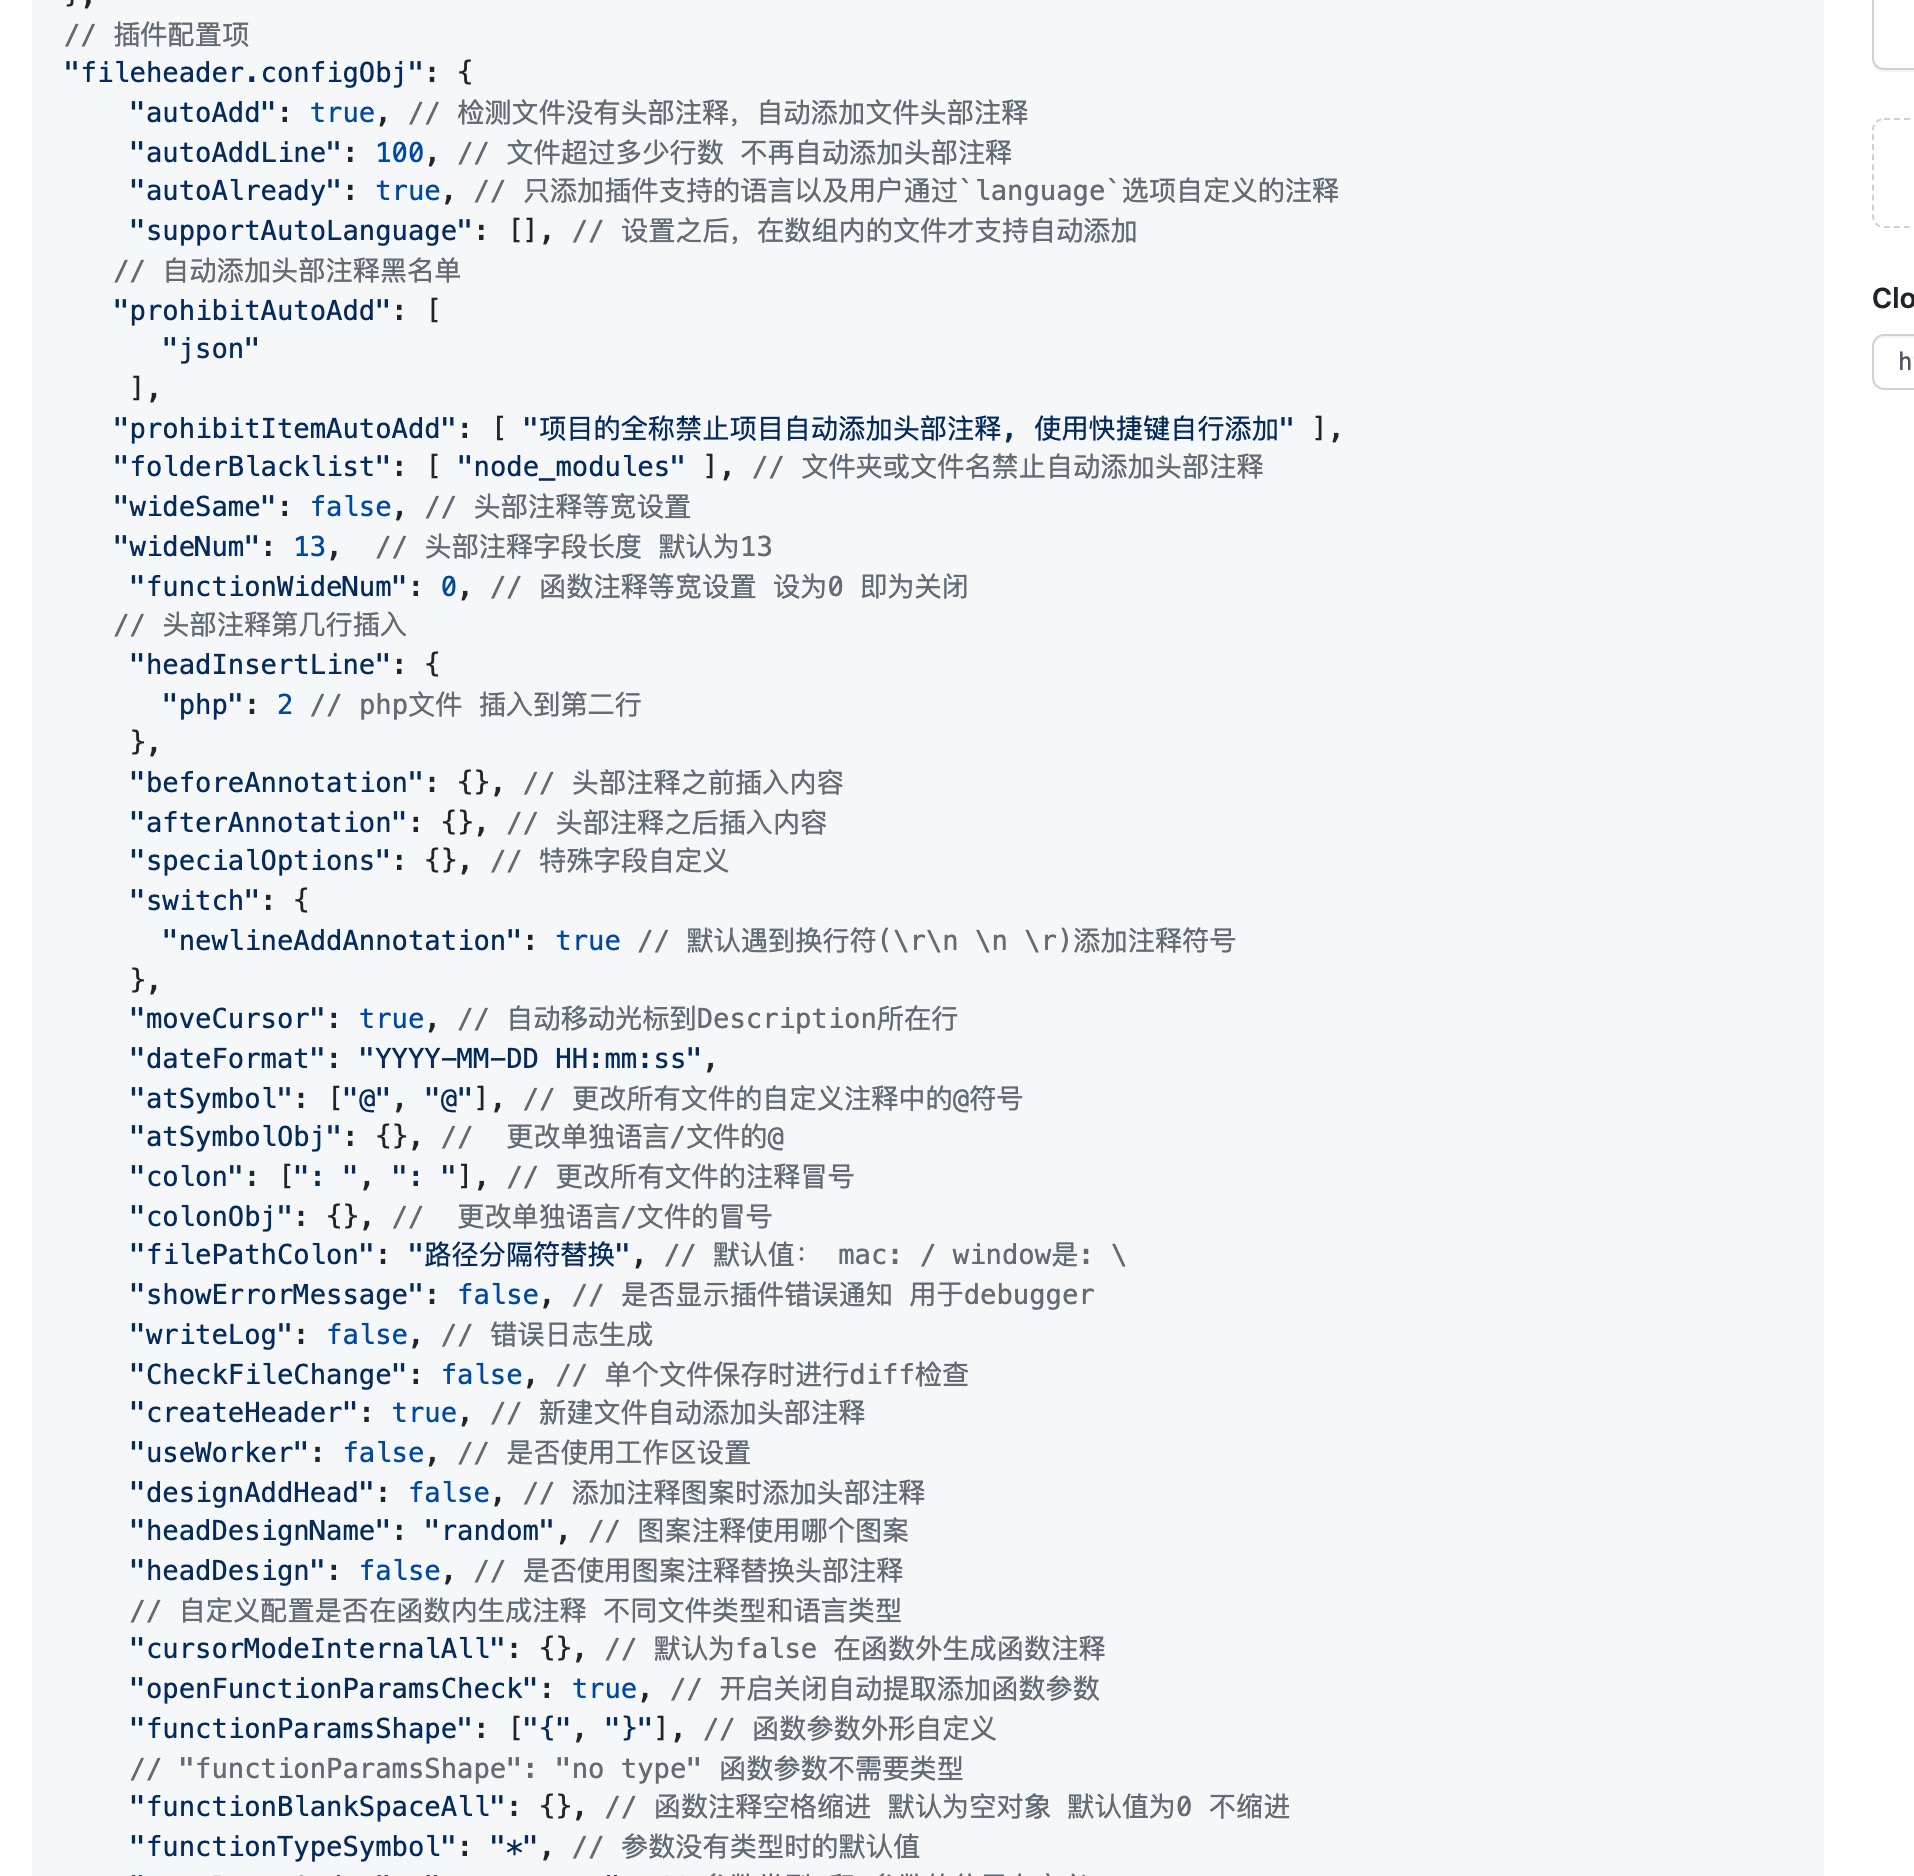 },
// 插件配置项
"fileheader.configObj": {
"autoAdd": true, // 检测文件没有头部注释，自动添加文件头部注释
"autoAddLine": 100, // 文件超过多少行数 不再自动添加头部注释
"autoAlready": true, // 只添加插件支持的语言以及用户通过`language`选项自定义的注释
"supportAutoLanguage": [], // 设置之后，在数组内的文件才支持自动添加
// 自动添加头部注释黑名单
"prohibitAutoAdd": [
"json"
],
"prohibitItemAutoAdd": [ "项目的全称禁止项目自动添加头部注释, 使用快捷键自行添加" ],
"folderBlacklist": [ "node_modules" ], // 文件夹或文件名禁止自动添加头部注释
Clo
"wideSame": false, // 头部注释等宽设置
"wideNum": 13,  // 头部注释字段长度 默认为13
"functionWideNum": 0, // 函数注释等宽设置 设为0 即为关闭
// 头部注释第几行插入
"headInsertLine": {
"php": 2 // php文件 插入到第二行
},
"beforeAnnotation": {}, // 头部注释之前插入内容
"afterAnnotation": {}, // 头部注释之后插入内容
"specialOptions": {}, // 特殊字段自定义
"switch": {
"newlineAddAnnotation": true // 默认遇到换行符(\r\n \n \r)添加注释符号
},
"moveCursor": true, // 自动移动光标到Description所在行
"dateFormat": "YYYY-MM-DD HH:mm:ss",
"atSymbol": ["@", "@"], // 更改所有文件的自定义注释中的@符号
"atSymbolObj": {}, //  更改单独语言/文件的@
"colon": [": ", ": "], // 更改所有文件的注释冒号
"colonObj": {}, //  更改单独语言/文件的冒号
"filePathColon": "路径分隔符替换", // 默认值： mac: / window是: \
"showErrorMessage": false, // 是否显示插件错误通知 用于debugger
"writeLog": false, // 错误日志生成
"CheckFileChange": false, // 单个文件保存时进行diff检查
"createHeader": true, // 新建文件自动添加头部注释
"useWorker": false, // 是否使用工作区设置
"designAddHead": false, // 添加注释图案时添加头部注释
"headDesignName": "random", // 图案注释使用哪个图案
"headDesign": false, // 是否使用图案注释替换头部注释
// 自定义配置是否在函数内生成注释 不同文件类型和语言类型
"cursorModeInternalAll": {}, // 默认为false 在函数外生成函数注释
"openFunctionParamsCheck": true, // 开启关闭自动提取添加函数参数
"functionParamsShape": ["{", "}"], // 函数参数外形自定义
// "functionParamsShape": "no type" 函数参数不需要类型
"functionBlankSpaceAll": {}, // 函数注释空格缩进 默认为空对象 默认值为0 不缩进
"functionTypeSymbol": "*", // 参数没有类型时的默认值
h